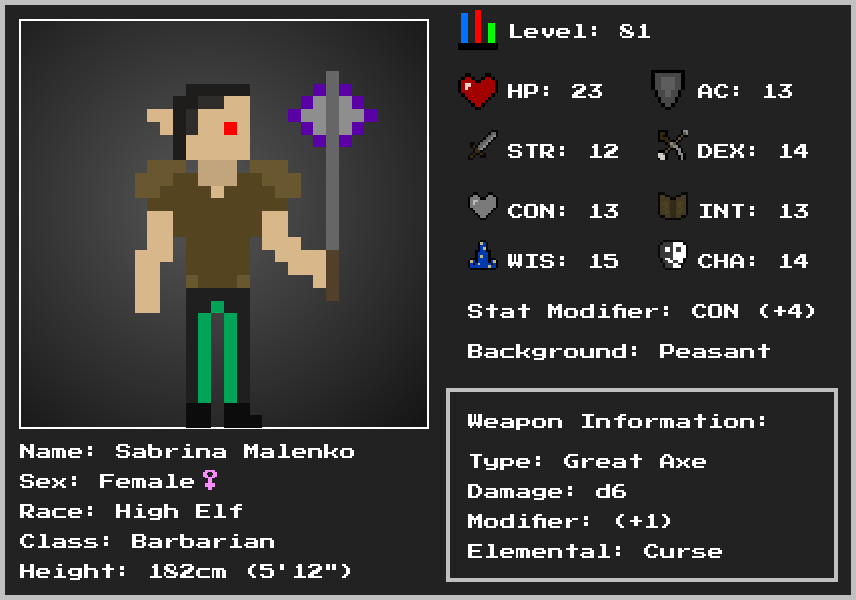 Level: 81
HP: 23 AC: 13
STR: 12 DEX: 14
CON: 13 INT: 13
WIS: 15 CHA: 14
Stat Modifier: CON (+4)
Background: Peasant
Weapon Information:
Type: Great Axe
Damage: d6
Modifier: (+1)
Elemental: Curse
Name: Sabrina Malenko
Sex: Female♀
Race: High Elf
Class: Barbarian
Height: 182cm (5'12")